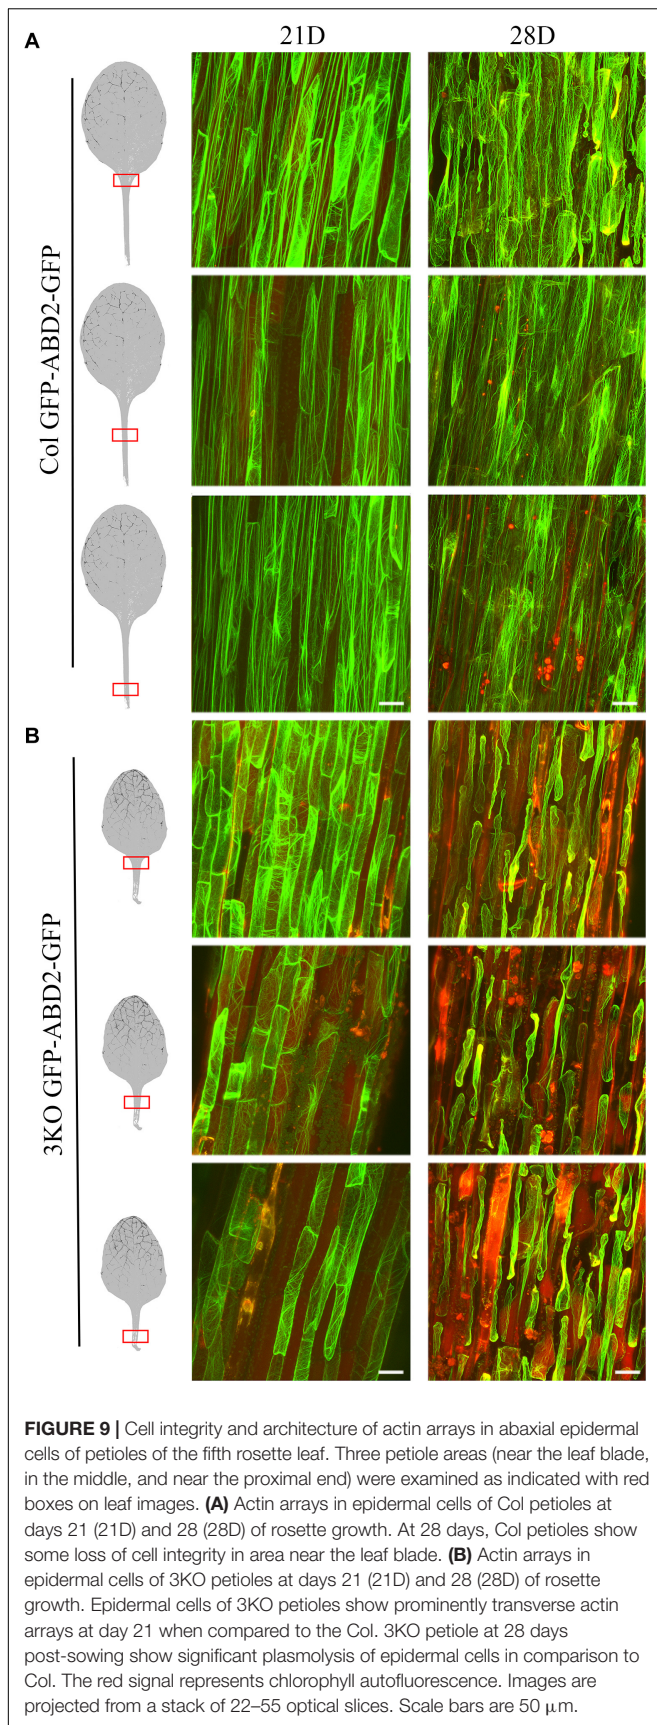 A
21D
28D
Col GFP-ABD2-GFP
B
3KO GFP-ABD2-GFP
FIGURE 9 | Cell integrity and architecture of actin arrays in abaxial epidermal
cells of petioles of the fifth rosette leaf. Three petiole areas (near the leaf blade,
in the middle, and near the proximal end) were examined as indicated with red
boxes on leaf images. (A) Actin arrays in epidermal cells of Col petioles at
days 21 (21D) and 28 (28D) of rosette growth. At 28 days, Col petioles show
some loss of cell integrity in area near the leaf blade. (B) Actin arrays in
epidermal cells of 3KO petioles at days 21 (21D) and 28 (28D) of rosette
growth. Epidermal cells of 3KO petioles show prominently transverse actin
arrays at day 21 when compared to the Col. 3KO petiole at 28 days
post-sowing show significant plasmolysis of epidermal cells in comparison to
Col. The red signal represents chlorophyll autofluorescence. Images are
projected from a stack of 22–55 optical slices. Scale bars are 50 μm.